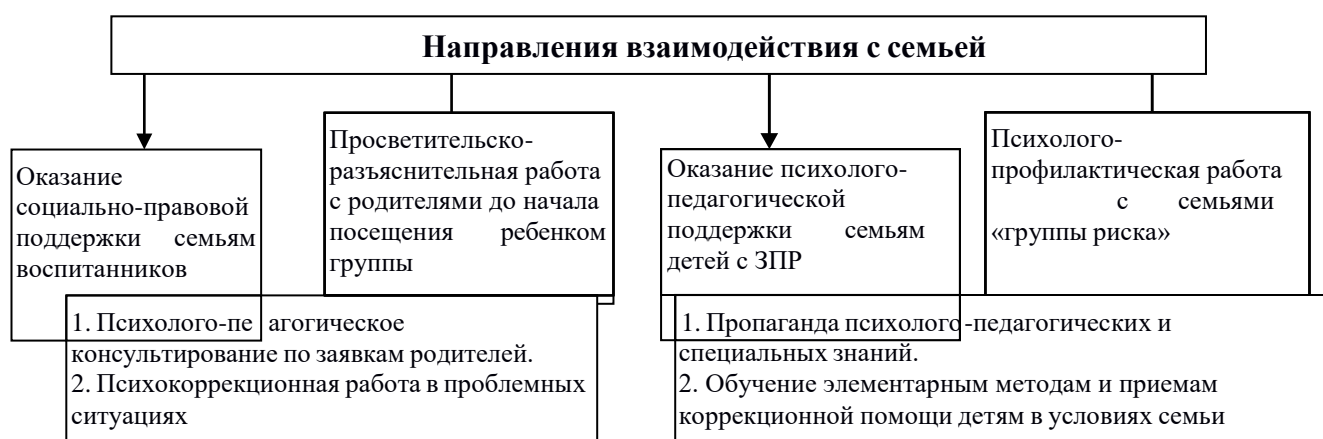 Направления взаимодействия с семьей
Оказание
социально-правовой
поддержки семьям
воспитанников
Просветительско-
разъяснительная работа
с родителями до начала
посещения ребенком
группы
Оказание психолого-
педагогической
поддержки семьям
детей с ЗПР
Психолого-
профилактическая работа
с семьями
«группы риска»
1. Психолого-пе агогическое
консультирование по заявкам родителей.
2. Психокоррекционная работа в проблемных
ситуациях
1. Пропаганда психолого-педагогических и
специальных знаний.
2. Обучение элементарным методам и приемам
коррекционной помощи детям в условиях семьи